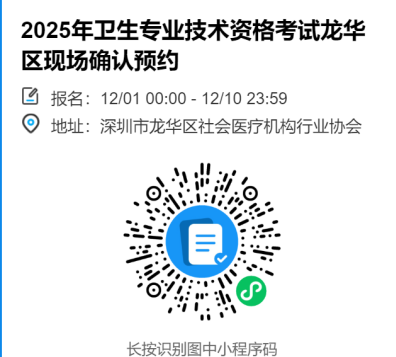 2025年卫生专业技术资格考试龙华
区现场确认预约
报名：12/01 00:00 - 12/10 23:59
地址：深圳市龙华区社会医疗机构行业协会
长按识别图中小程序码